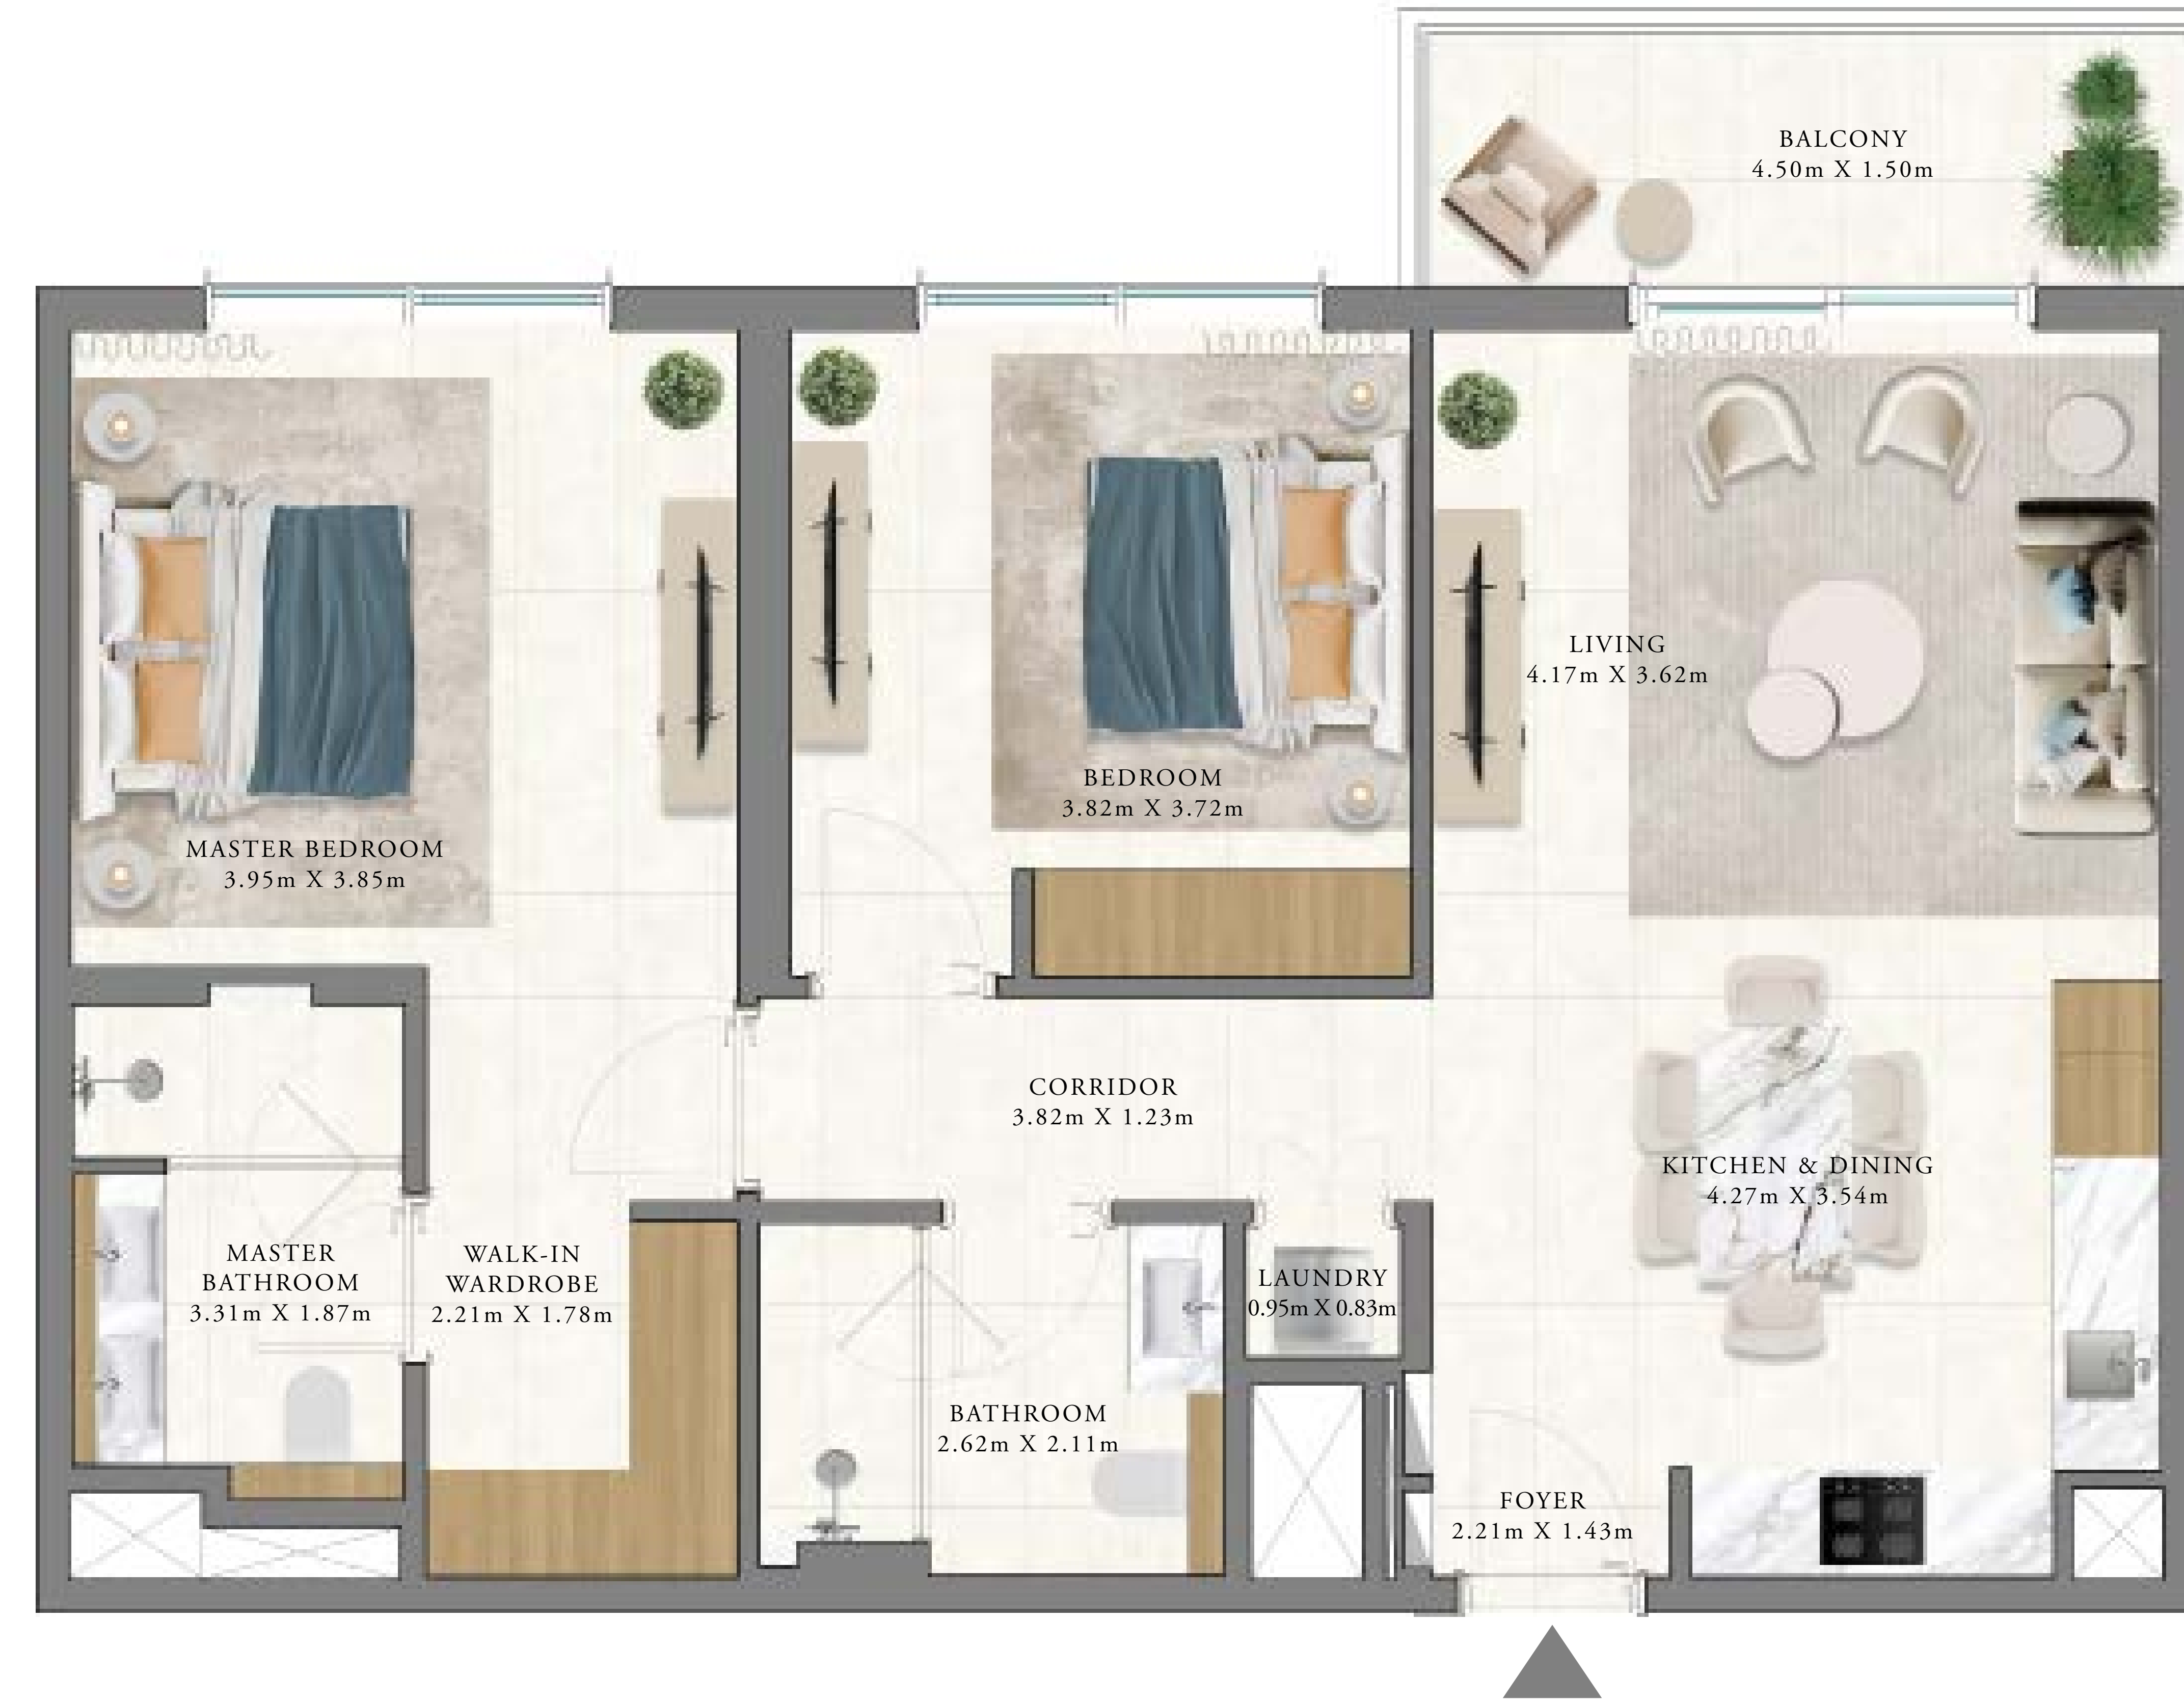 BALCONY
4.50m X 1.50m
LIVING
4.17m X 3.62m
BEDROOM
3.82m X 3.72m
MASTER BEDROOM
3.95m X 3.85m
CORRIDOR
3.82m X 1.23m
KITCHEN & DINING
4.27m X 3.54m
MASTER
BATHROOM
3.31m X 1.87m
WALK-IN
WARDROBE
2.21m X 1.78m
LAUNDRY
0.95m X 0.83m
BATHROOM
2.62m X 2.11m
FOYER
2.21m X 1.43m